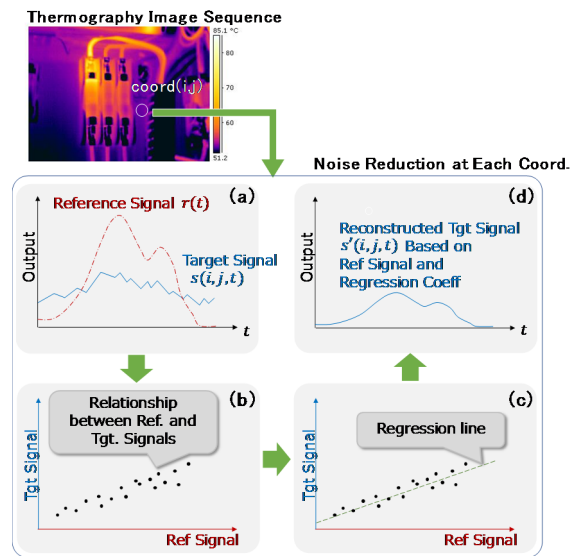 Thermography Image Sequence
85.1 °C
80
coord(i,j)
70
60
51.2
Noise Reduction at Each Coord.
(a)
Reference Signal r(t)
Target Signal
s(i,j,t)
Output
t
(d)
Reconstructed Tgt Signal
s'(i,j,t) Based on
Ref Signal and
Regression Coeff
Output
t
(b)
Relationship
between Ref. and
Tgt. Signals
Tgt Signal
Ref Signal
(c)
Regression line
Tgt Signal
Ref Signal